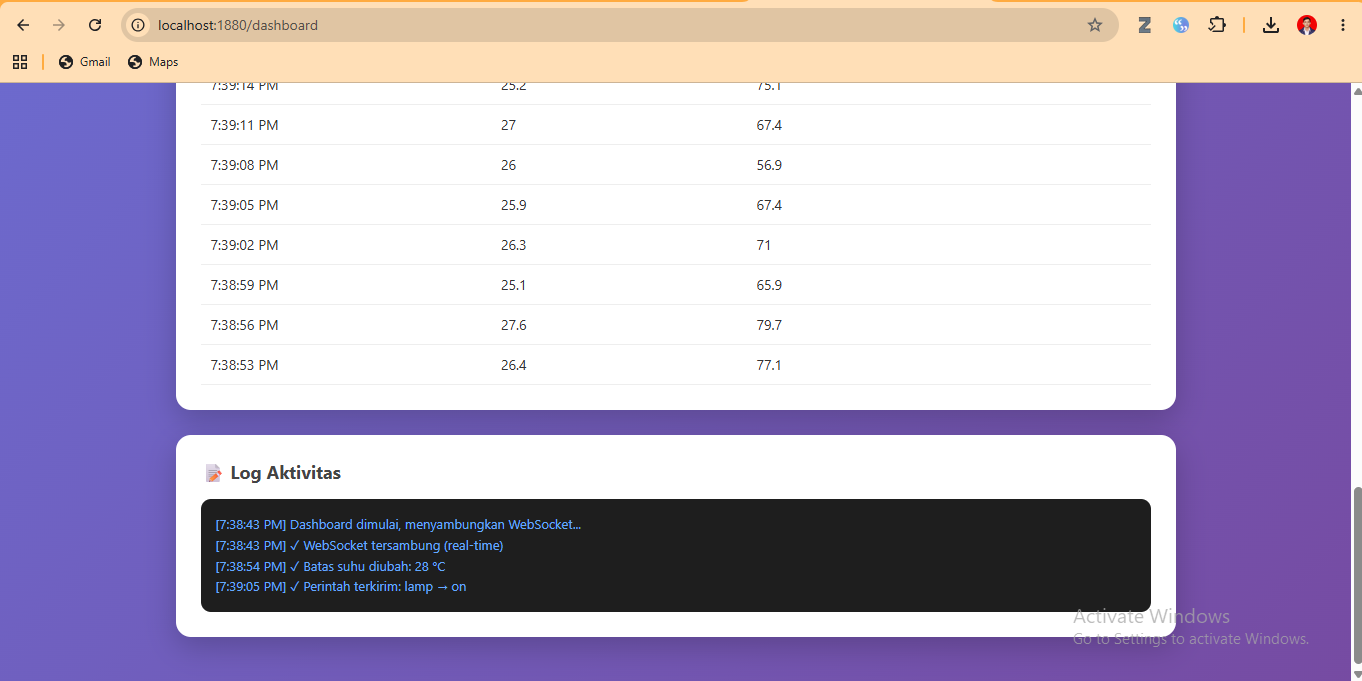 localhost:1880/dashboard
Gmail Maps
7:39:14 PM 25.2 75.1
7:39:11 PM 27 67.4
7:39:08 PM 26 56.9
7:39:05 PM 25.9 67.4
7:39:02 PM 26.3 71
7:38:59 PM 25.1 65.9
7:38:56 PM 27.6 79.7
7:38:53 PM 26.4 77.1
Log Aktivitas
[7:38:43 PM] Dashboard dimulai, menyambungkan WebSocket...
[7:38:43 PM] ✓ WebSocket tersambung (real-time)
[7:38:54 PM] ✓ Batas suhu diubah: 28 °C
[7:39:05 PM] ✓ Perintah terkirim: lamp → on
Activate Windows
Go to Settings to activate Windows.